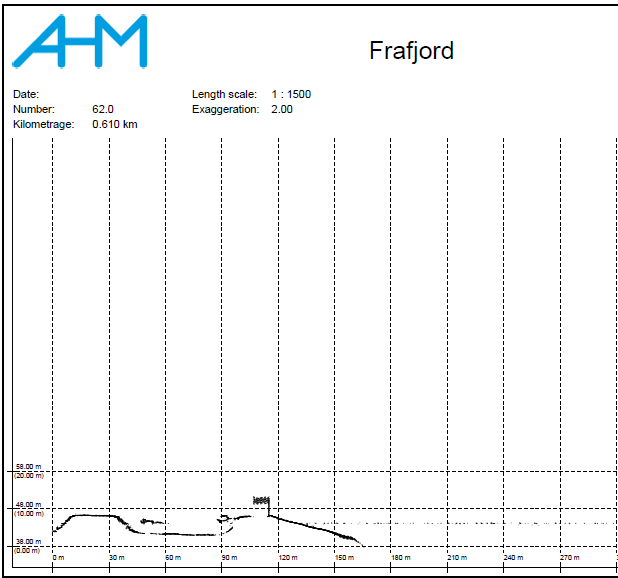 AHM
Frafjord
Date:
Number: 62.0
Kilometrage: 0.610 km
Length scale: 1 : 1500
Exaggeration: 2.00
58.00 m
(20.00 m)
48.00 m
(10.00 m)
38.00 m
(0.00 m)
0 m 30 m 60 m 90 m 120 m 150 m 180 m 210 m 240 m 270 m